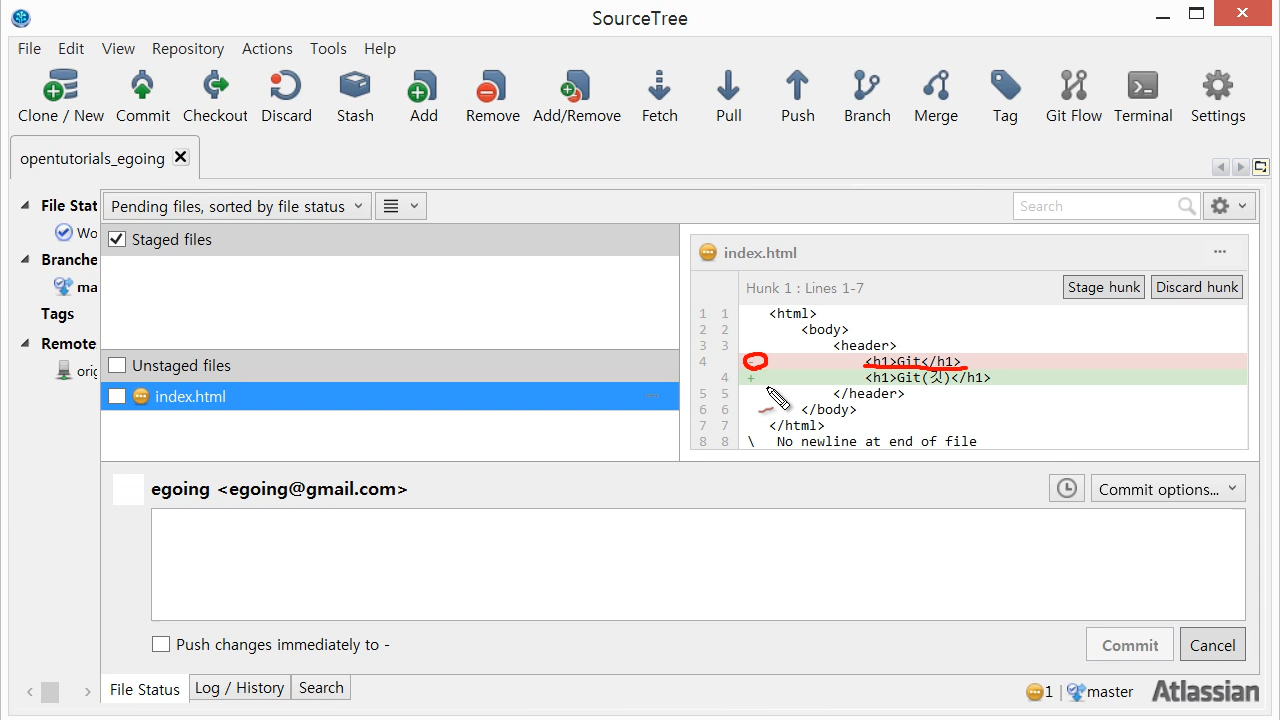 SourceTree
File Edit View Repository Actions Tools Help
Clone / New Commit Checkout Discard Stash Add Remove Add/Remove Fetch Pull Push Branch Merge Tag Git Flow Terminal Settings
opentutorials_egoing
File Stat
Wo
Branche
ma
Tags
Remote
orig
Pending files, sorted by file status
Search
Staged files
Unstaged files
index.html
index.html
Hunk 1 : Lines 1-7
Stage hunk Discard hunk
1 1 <html>
2 2 <body>
3 3 <header>
4 - <h1>Git</h1>
4 + <h1>Git(깃)</h1>
5 5 </header>
6 6 </body>
7 7 </html>
8 8 \ No newline at end of file
egoing <egoing@gmail.com>
Commit options...
Push changes immediately to -
Commit Cancel
File Status Log / History Search
1 master Atlassian